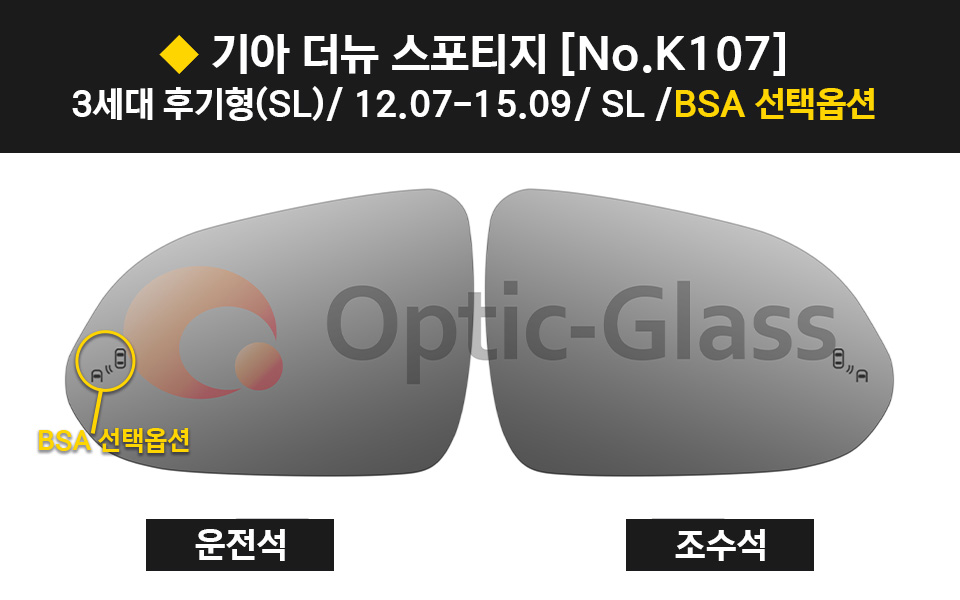 ◆ 기아 더뉴 스포티지 [No.K107]
3세대 후기형(SL)/ 12.07-15.09/ SL /BSA 선택옵션
Optic-Glass
BSA 선택옵션
운전석
조수석